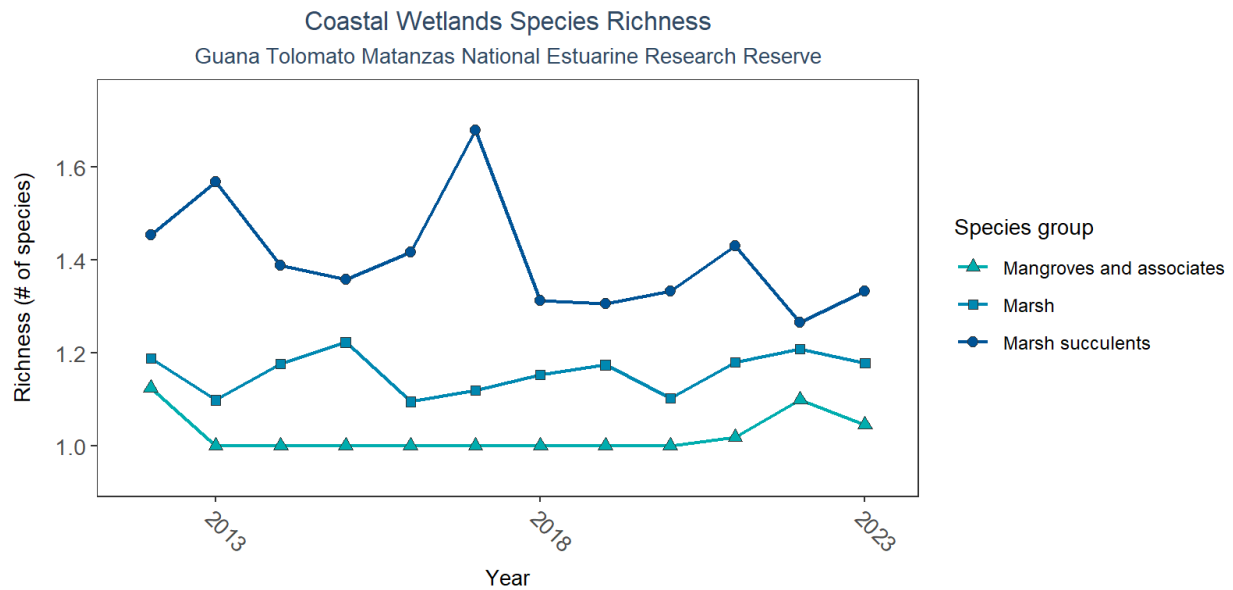 Coastal Wetlands Species Richness
Guana Tolomato Matanzas National Estuarine Research Reserve
Richness (# of species)
1.6
1.4
1.2
1.0
2013
2018
2023
Year
Species group
Mangroves and associates
Marsh
Marsh succulents